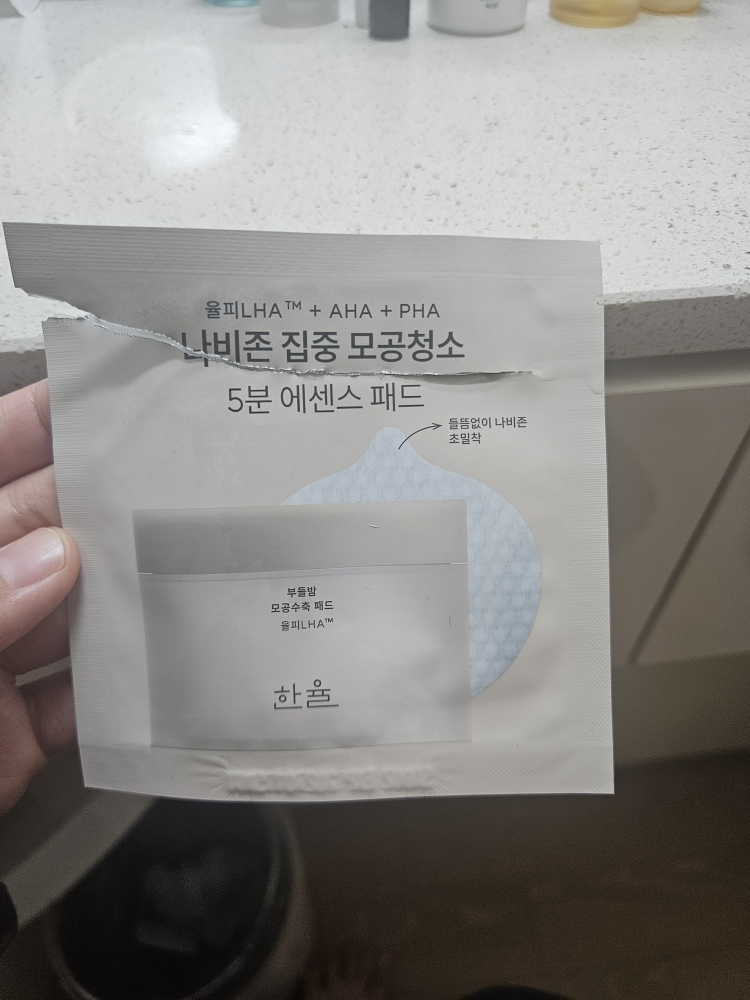 율피LHA™ + AHA + PHA
나비존 집중 모공청소
5분 에센스 패드
들뜸없이 나비존
초밀착
부들밤
모공수축 패드
율피LHA™
한율